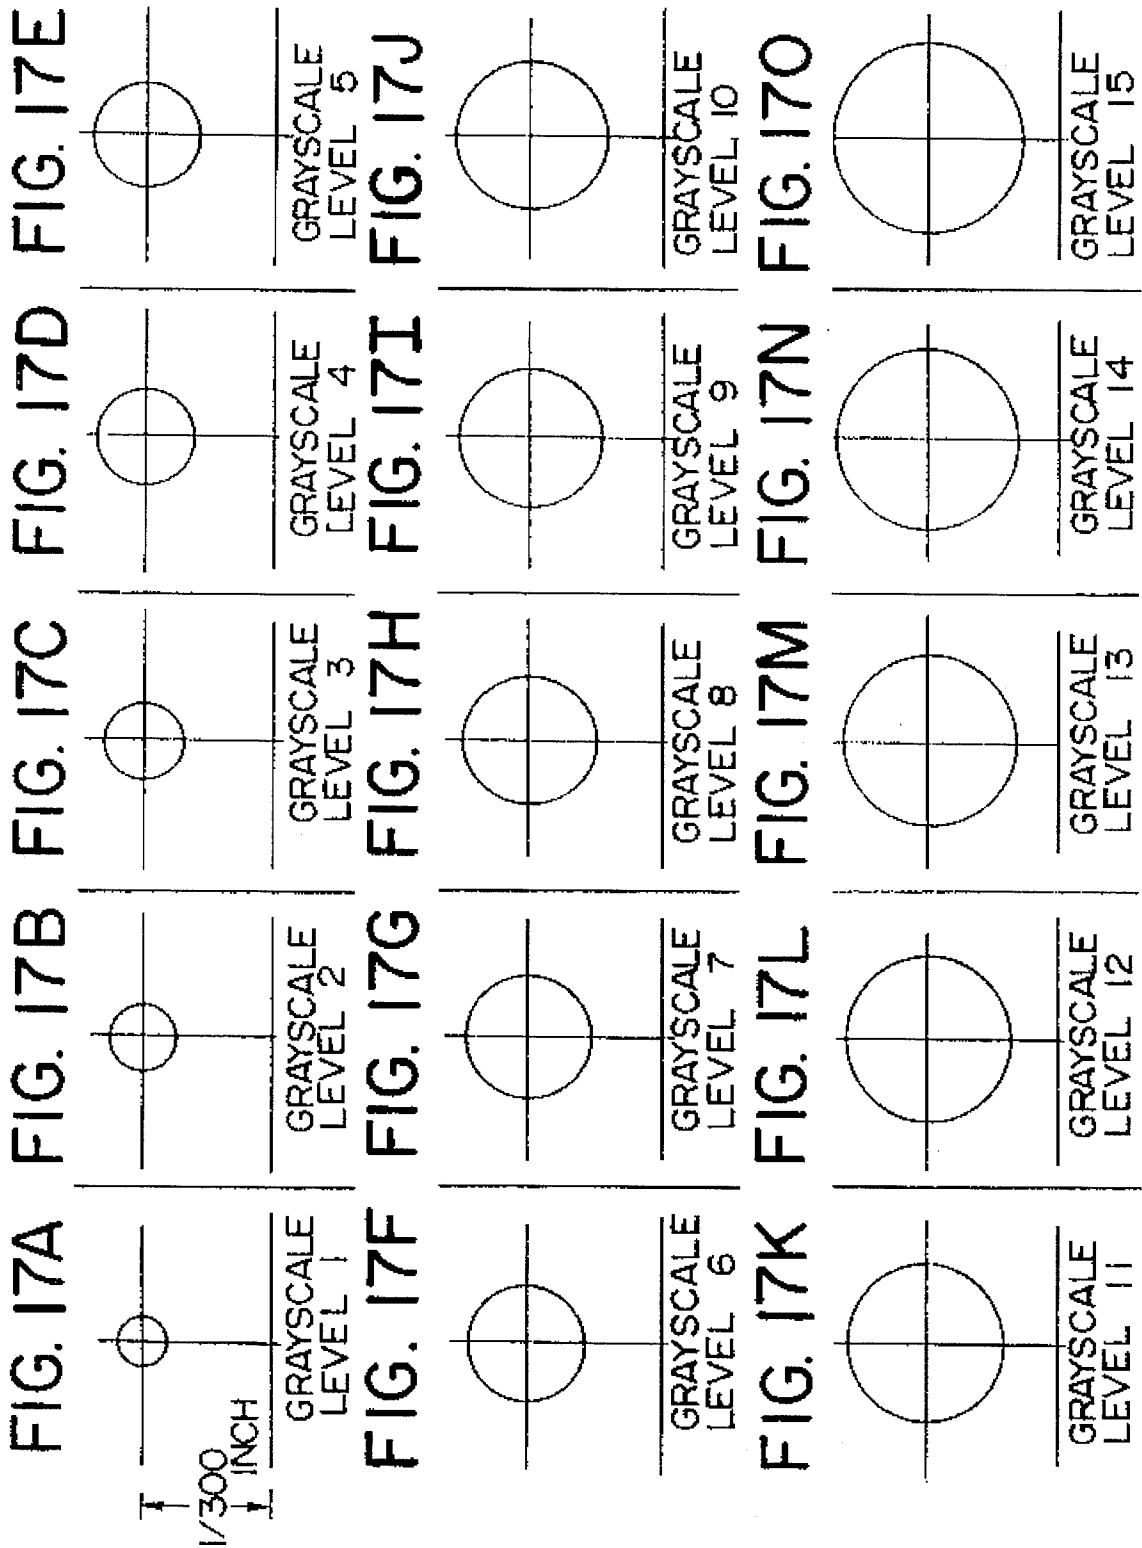 FIG. 17A
1/300
INCH
GRAYSCALE
LEVEL 1
FIG. 17B
GRAYSCALE
LEVEL 2
FIG. 17C
GRAYSCALE
LEVEL 3
FIG. 17D
GRAYSCALE
LEVEL 4
FIG. 17E
GRAYSCALE
LEVEL 5
FIG. 17F
GRAYSCALE
LEVEL 6
FIG. 17G
GRAYSCALE
LEVEL 7
FIG. 17H
GRAYSCALE
LEVEL 8
FIG. 17I
GRAYSCALE
LEVEL 9
FIG. 17J
GRAYSCALE
LEVEL 10
FIG. 17K
GRAYSCALE
LEVEL 11
FIG. 17L
GRAYSCALE
LEVEL 12
FIG. 17M
GRAYSCALE
LEVEL 13
FIG. 17N
GRAYSCALE
LEVEL 14
FIG. 17O
GRAYSCALE
LEVEL 15